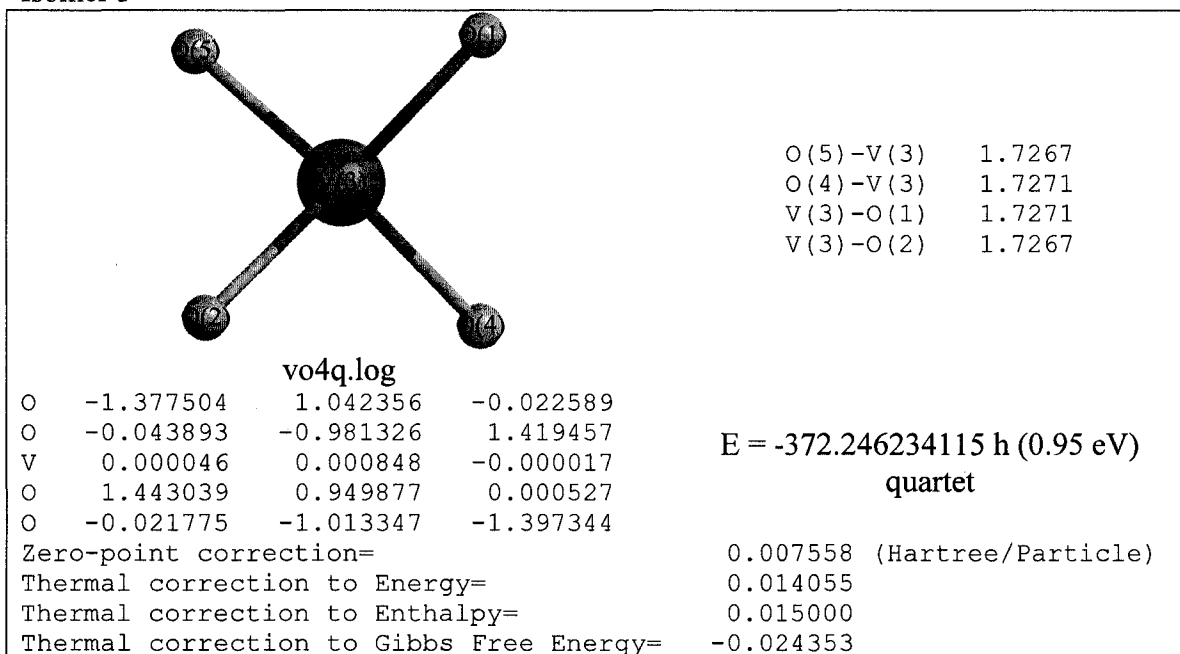 O(5)
O(1)
(3)
(2)
(4)
O(5)-V(3) 1.7267
O(4)-V(3) 1.7271
V(3)-O(1) 1.7271
V(3)-O(2) 1.7267
vo4q.log
O -1.377504 1.042356 -0.022589
O -0.043893 -0.981326 1.419457
V 0.000046 0.000848 -0.000017
O 1.443039 0.949877 0.000527
O -0.021775 -1.013347 -1.397344
E = -372.246234115 h (0.95 eV)
quartet
Zero-point correction= 0.007558 (Hartree/Particle)
Thermal correction to Energy= 0.014055
Thermal correction to Enthalpy= 0.015000
Thermal correction to Gibbs Free Energy= -0.024353